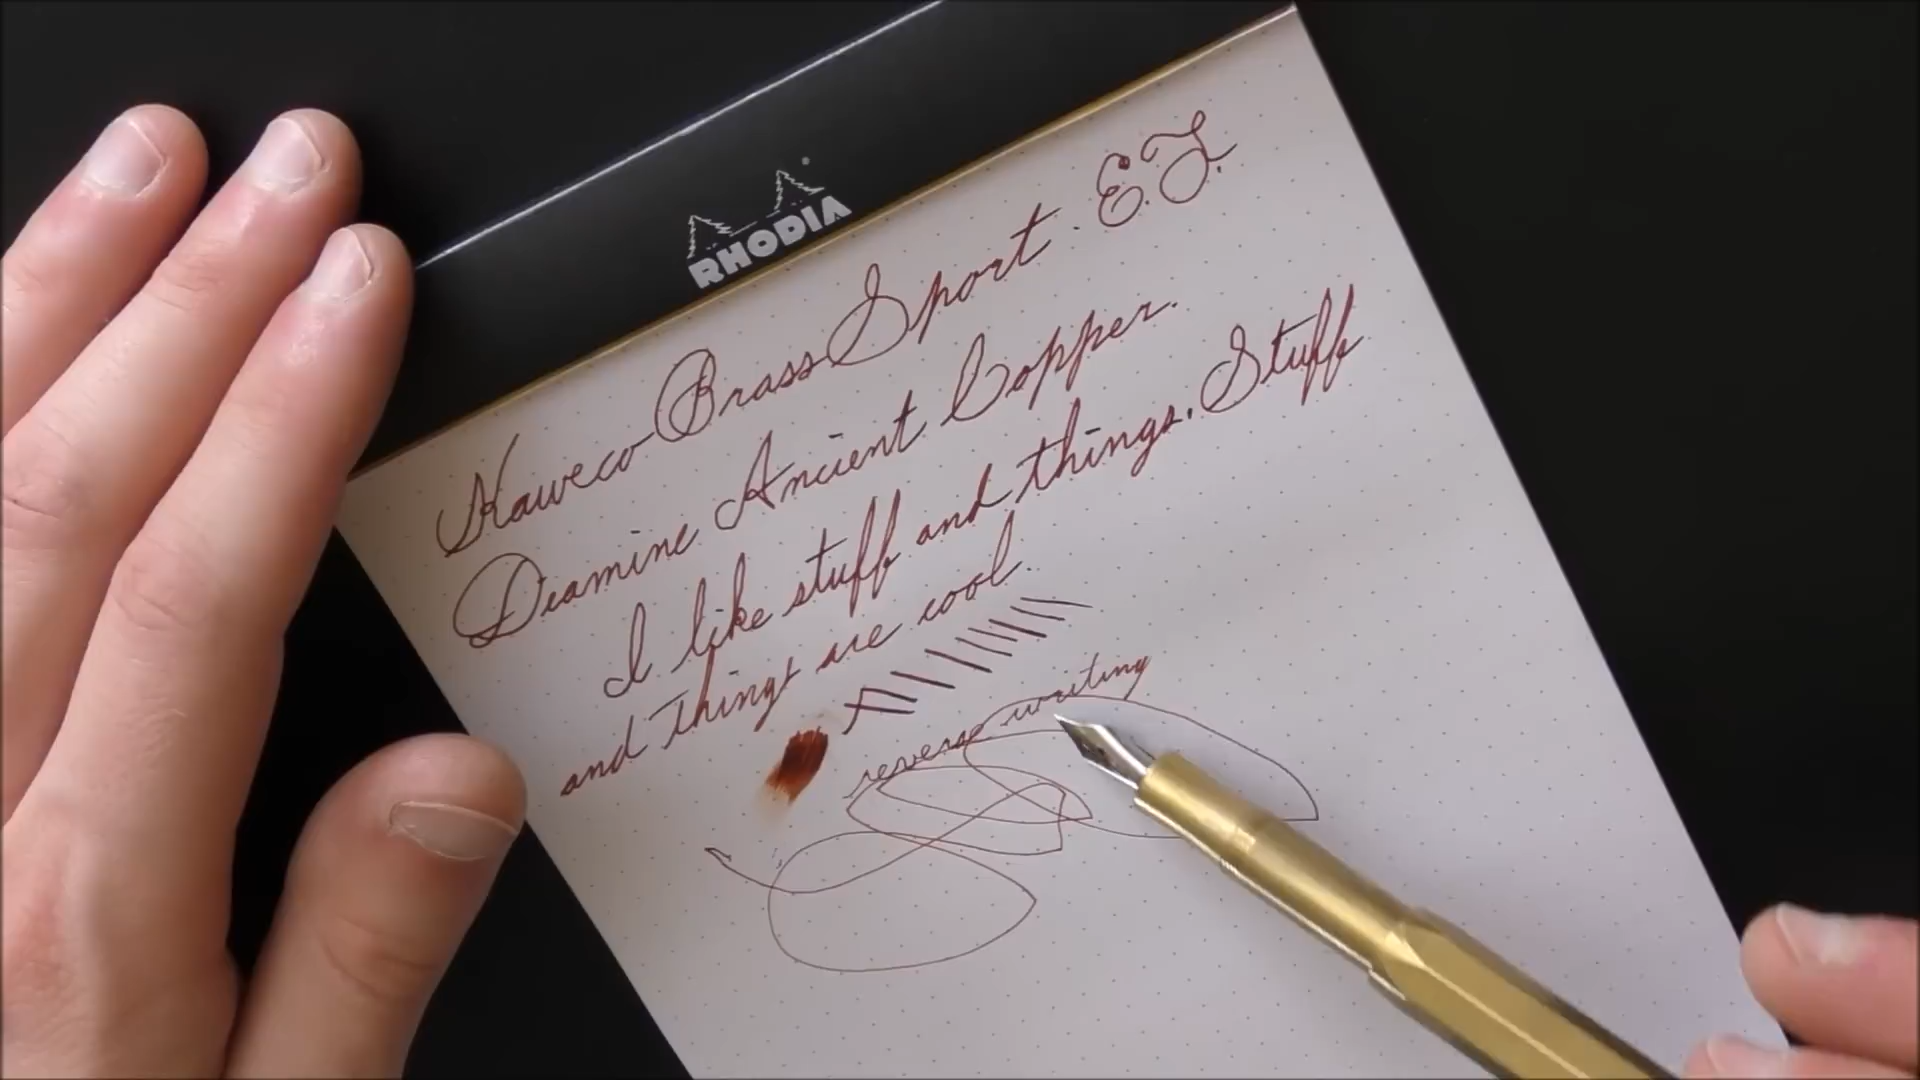 RHODIA
Kaweco Brass Sport E.F.
Diamine Ancient Copper.
I like stuff and things. Stuff
and things are cool.
reverse writing